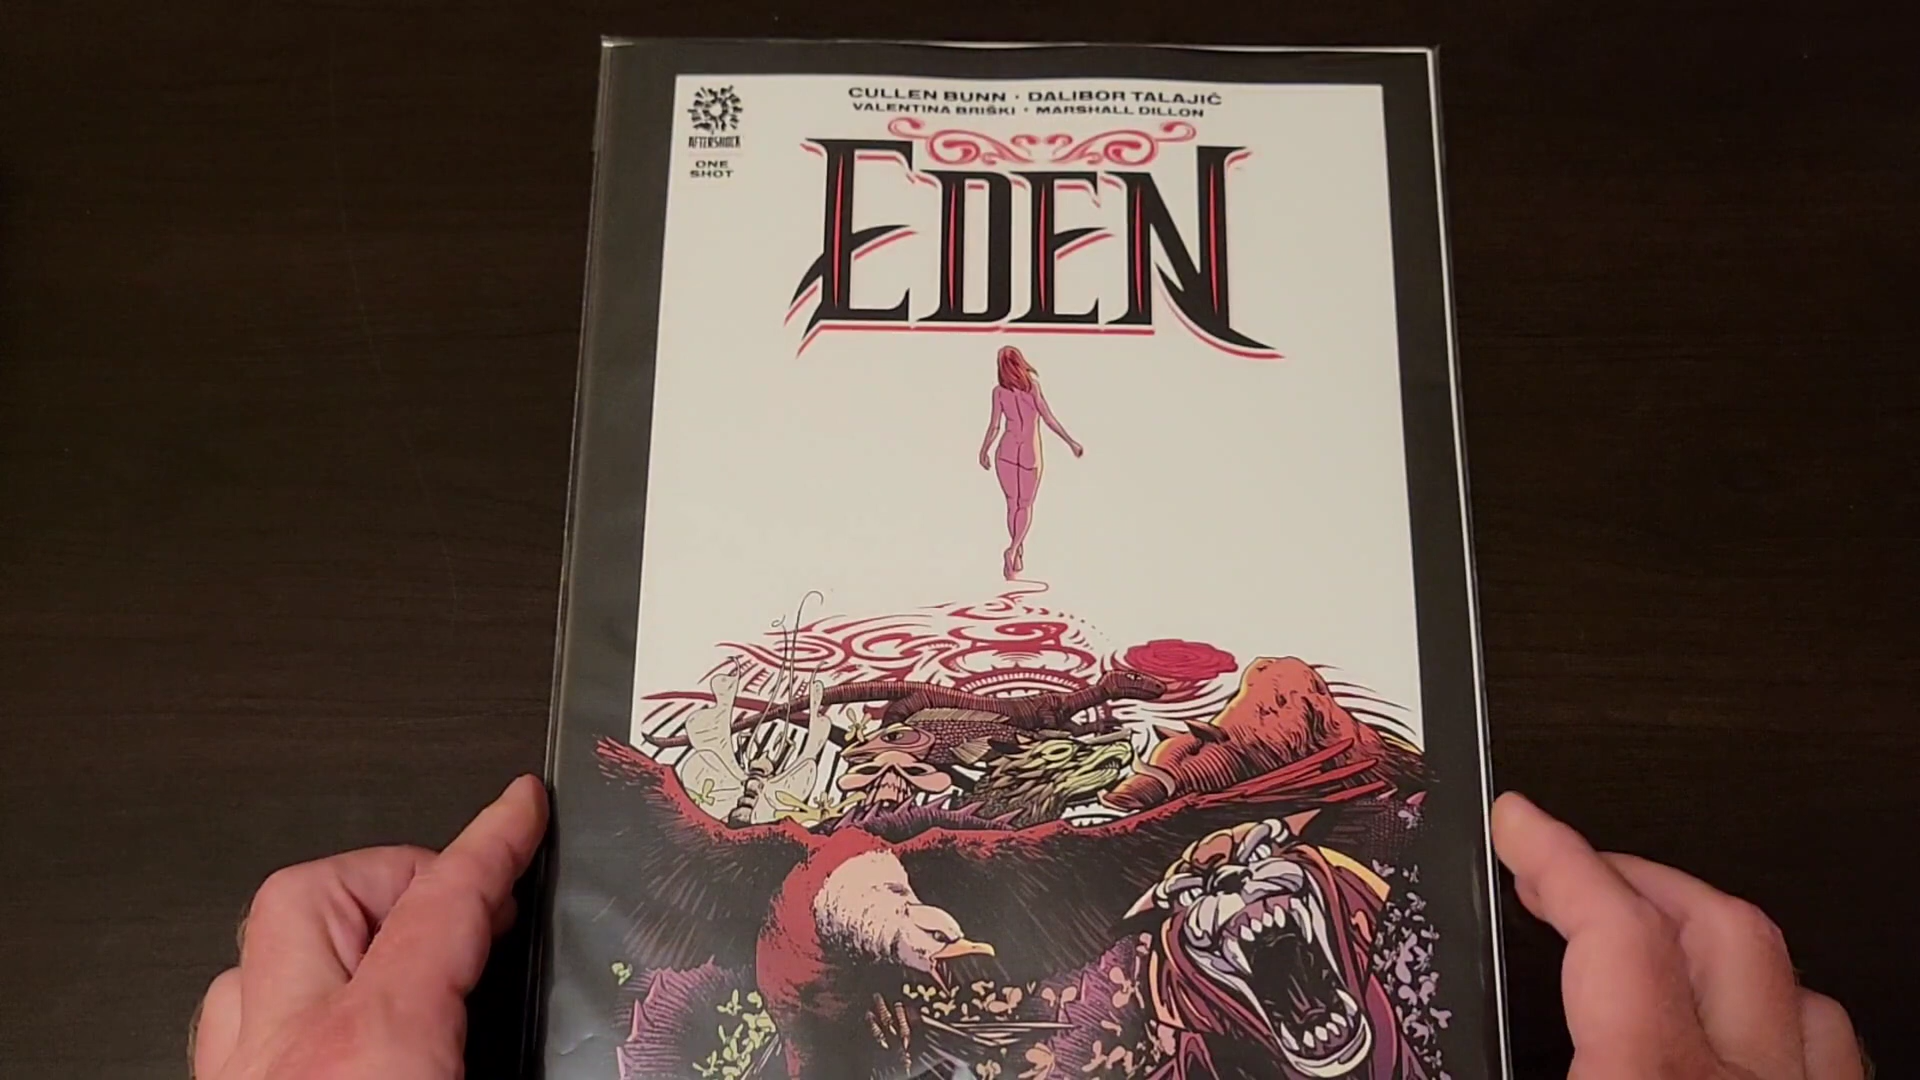 CULLEN BUNN · DALIBOR TALAJIĆ
VALENTINA BRIŠKI · MARSHALL DILLON
AFTERSHOCK
ONE
SHOT
EDEN